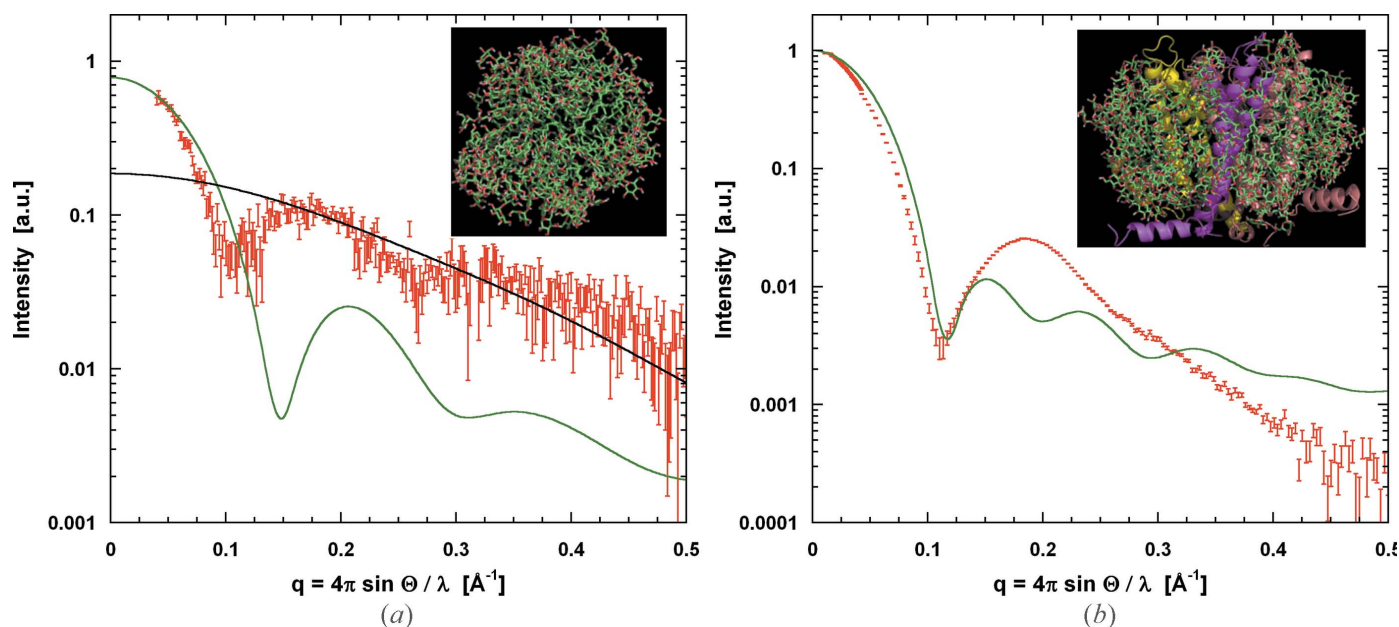 1
0.1
0.01
0.001
Intensity [a.u.]
0 0.1 0.2 0.3 0.4 0.5
q = 4π sin Θ / λ [Å⁻¹]
(a)
1
0.1
0.01
0.001
0.0001
Intensity [a.u.]
0 0.1 0.2 0.3 0.4 0.5
q = 4π sin Θ / λ [Å⁻¹]
(b)